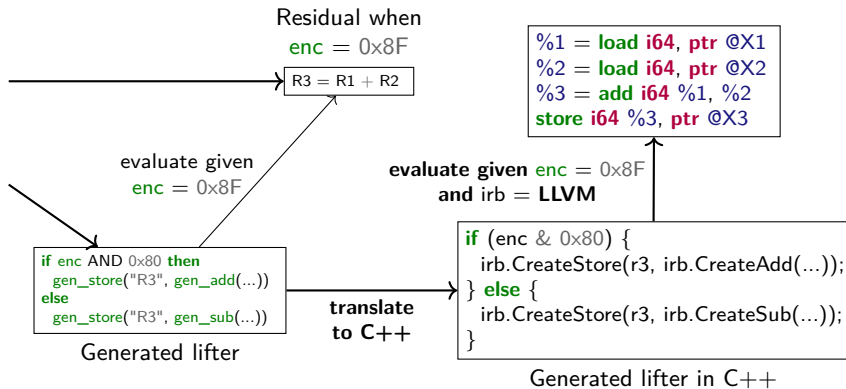 Residual when
enc = 0x8F
R3 = R1 + R2
%1 = load i64, ptr @X1
%2 = load i64, ptr @X2
%3 = add i64 %1, %2
store i64 %3, ptr @X3
evaluate given
enc = 0x8F
evaluate given enc = 0x8F
and irb = LLVM
if enc AND 0x80 then
gen_store("R3", gen_add(...))
else
gen_store("R3", gen_sub(...))
Generated lifter
translate
to C++
if (enc & 0x80) {
irb.CreateStore(r3, irb.CreateAdd(...));
} else {
irb.CreateStore(r3, irb.CreateSub(...));
}
Generated lifter in C++